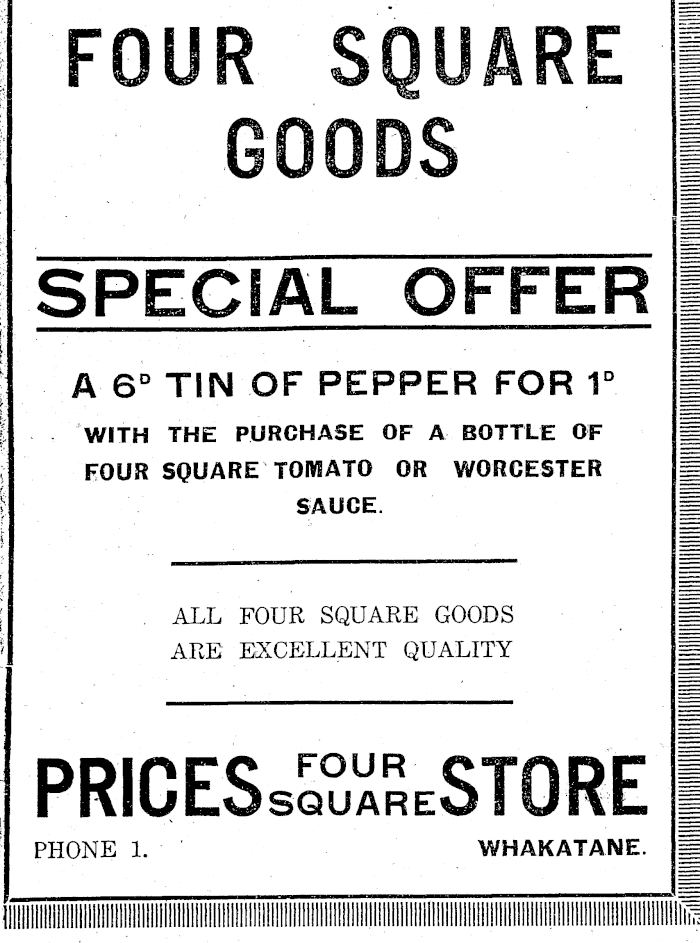 FOUR SQUARE
GOODS
SPECIAL OFFER
A 6D TIN OF PEPPER FOR 1D
WITH THE PURCHASE OF A BOTTLE OF
FOUR SQUARE TOMATO OR WORCESTER
SAUCE.
ALL FOUR SQUARE GOODS
ARE EXCELLENT QUALITY
PRICES FOUR SQUARE STORE
PHONE 1. WHAKATANE.